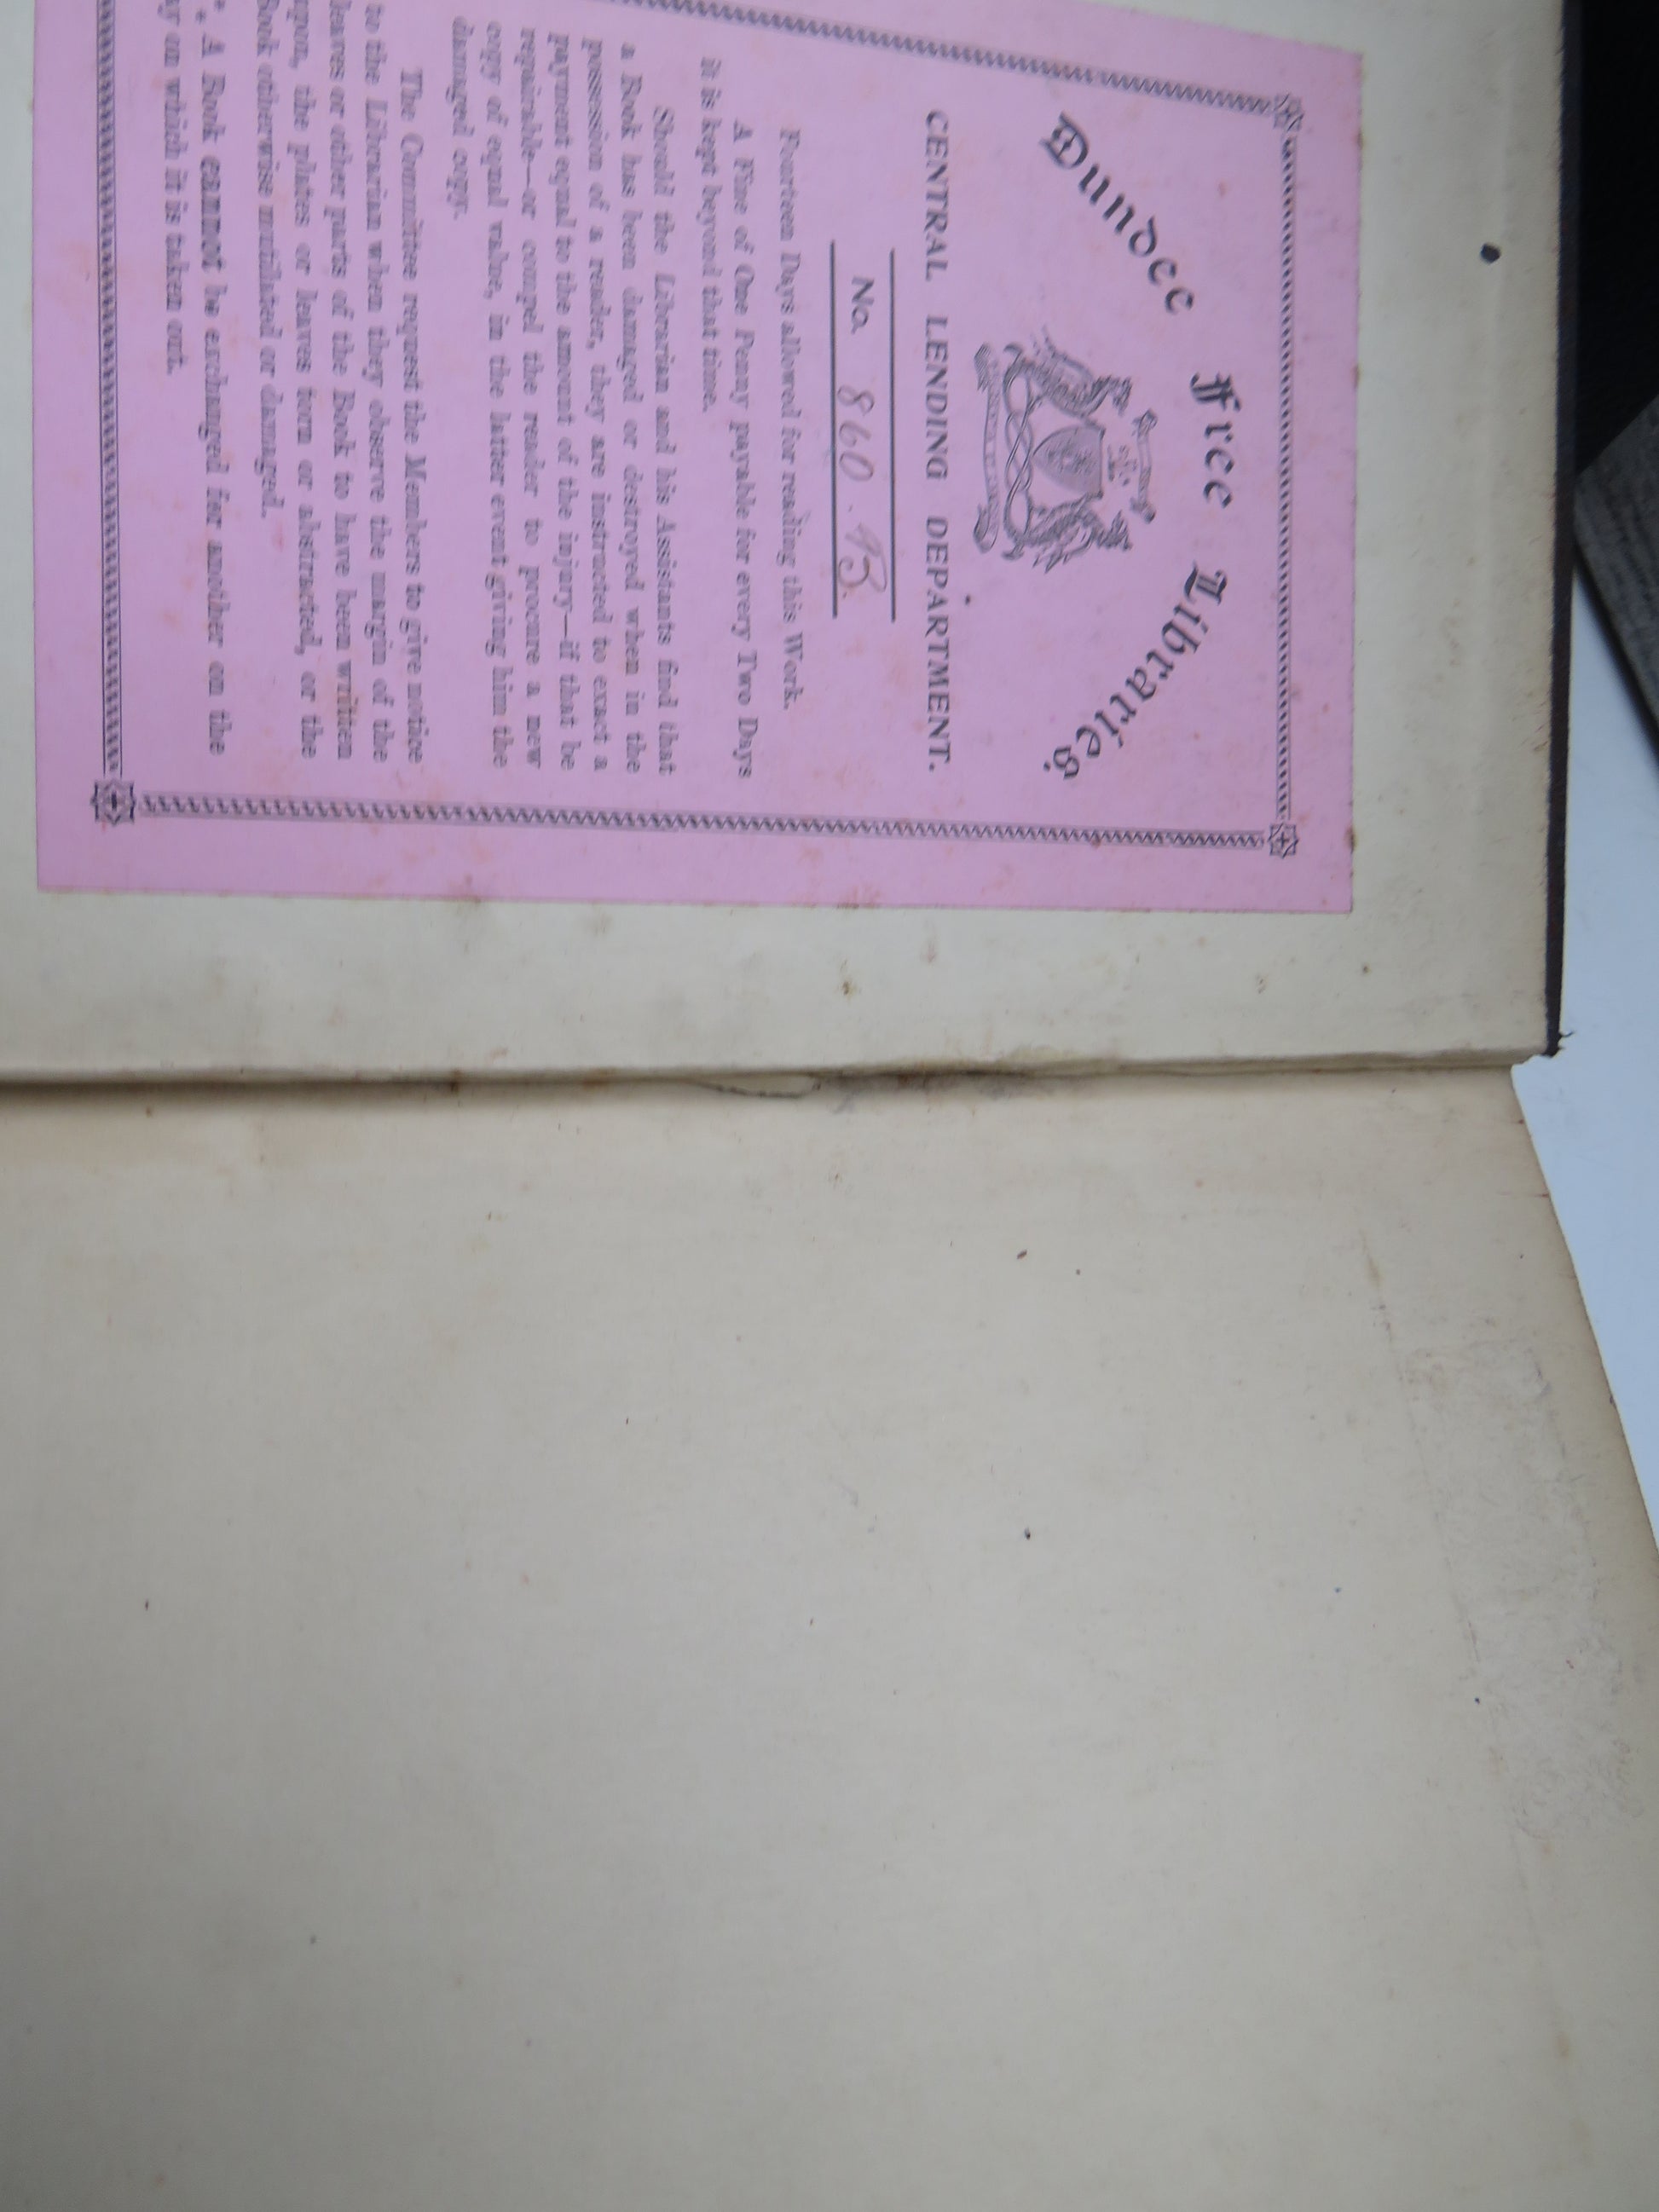 Dundee Free Libraries.
CENTRAL LENDING DEPARTMENT.
No. 860.93.
Fourteen Days allowed for reading this Work.
A Fine of One Penny payable for every Two Days
it is kept beyond that time.
Should the Librarian and his Assistants find that
a Book has been damaged or destroyed when in the
possession of a reader, they are instructed to exact a
payment equal to the amount of the injury—if that be
repairable—or compel the reader to procure a new
copy of equal value, in the latter event giving him the
damaged copy.
The Committee request the Members to give notice
to the Librarian when they observe the margin of the
leaves or other parts of the Book to have been written
upon, the plates or leaves torn or abstracted, or the
Book otherwise mutilated or damaged.
A Book cannot be exchanged for another on the
on which it is taken out.